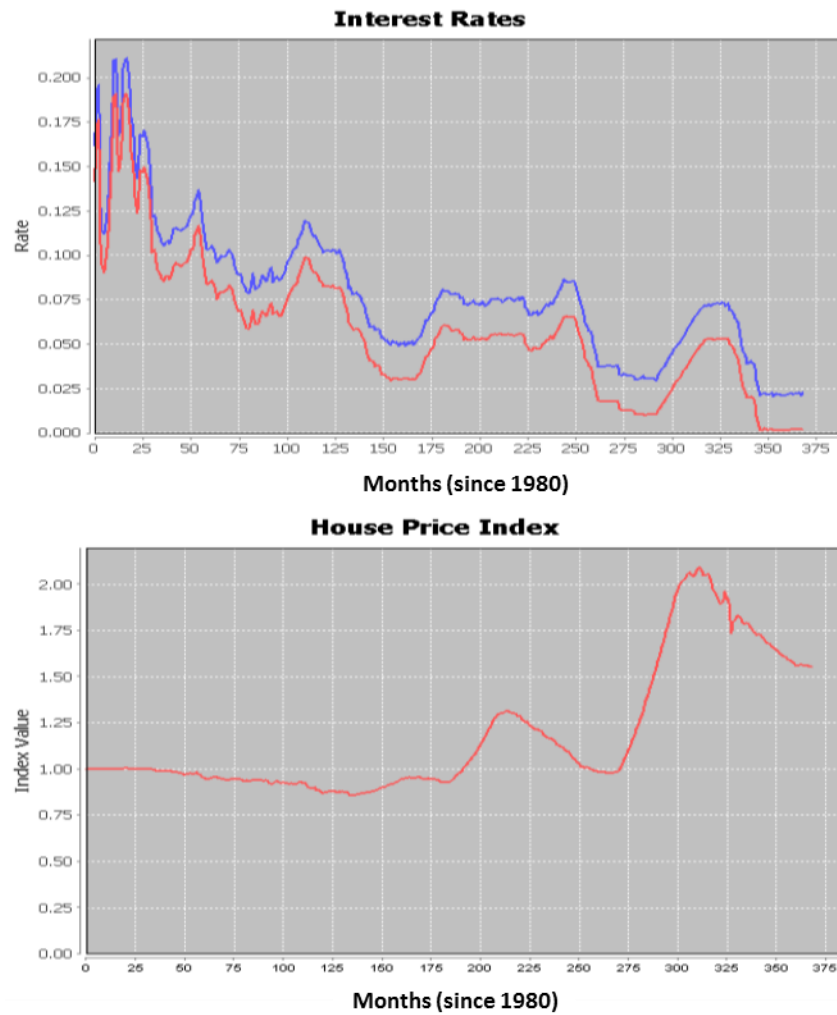 Interest Rates
Rate
0.200
0.175
0.150
0.125
0.100
0.075
0.050
0.025
0.000
0 25 50 75 100 125 150 175 200 225 250 275 300 325 350 375
Months (since 1980)
House Price Index
Index Value
2.00
1.75
1.50
1.25
1.00
0.75
0.50
0.25
0.00
0 25 50 75 100 125 150 175 200 225 250 275 300 325 350 375
Months (since 1980)